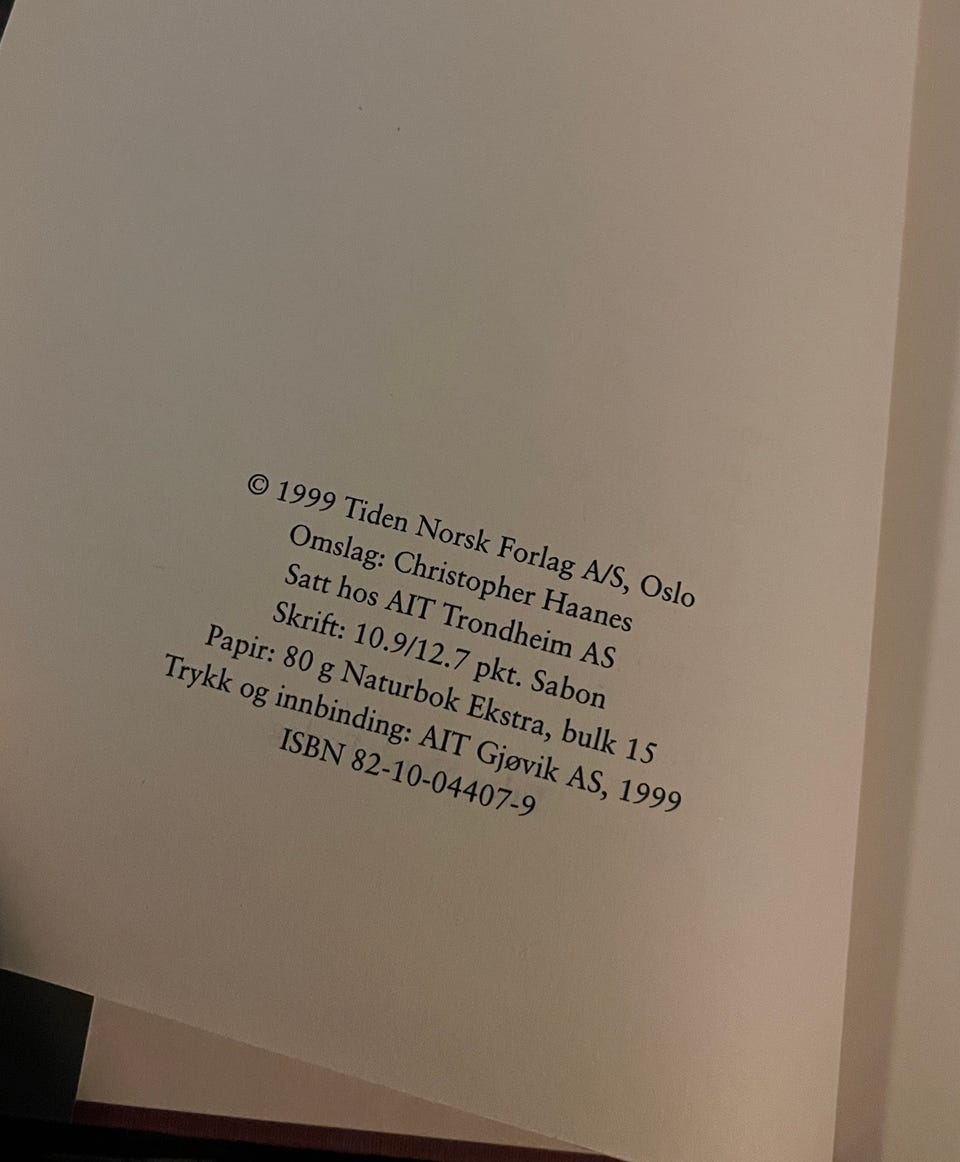 © 1999 Tiden Norsk Forlag A/S, Oslo
Omslag: Christopher Haanes
Satt hos AIT Trondheim AS
Skrift: 10.9/12.7 pkt. Sabon
Papir: 80 g Naturbok Ekstra, bulk 15
Trykk og innbinding: AIT Gjøvik AS, 1999
ISBN 82-10-04407-9